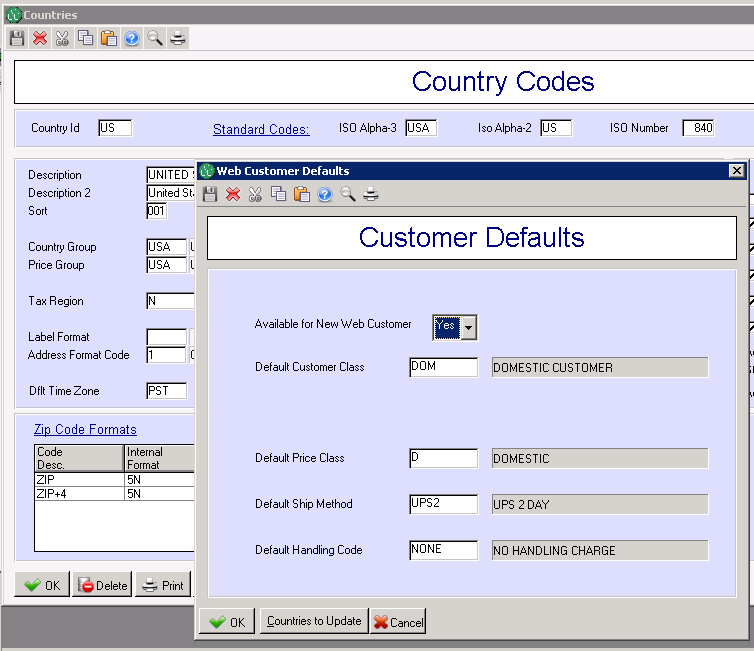 Countries
Country Codes
Country Id US Standard Codes: ISO Alpha-3 USA Iso Alpha-2 US ISO Number 840
Description UNITED
Description 2 United
Sort 001
Country Group USA
Price Group USA
Tax Region N
Label Format
Address Format Code 1
Dflt Time Zone PST
Zip Code Formats
Code Internal
Desc. Format
ZIP 5N
ZIP+4 5N
OK Delete Print
Web Customer Defaults
Customer Defaults
Available for New Web Customer Yes
Default Customer Class DOM DOMESTIC CUSTOMER
Default Price Class D DOMESTIC
Default Ship Method UPS2 UPS 2 DAY
Default Handling Code NONE NO HANDLING CHARGE
OK Countries to Update Cancel